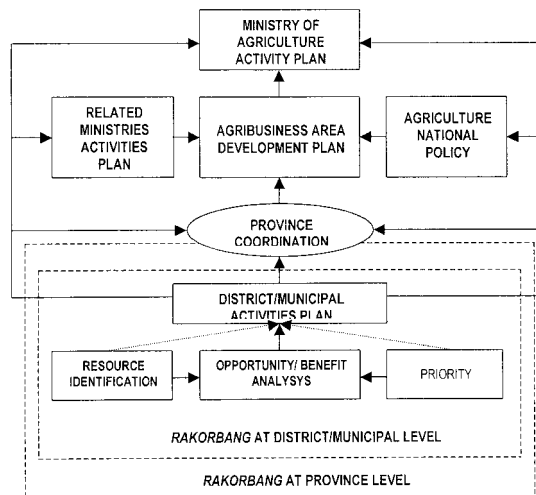 MINISTRY OF
AGRICULTURE
ACTIVITY PLAN
RELATED
MINISTRIES
ACTIVITIES
PLAN
AGRIBUSINESS AREA
DEVELOPMENT PLAN
AGRICULTURE
NATIONAL
POLICY
PROVINCE
COORDINATION
DISTRICT/MUNICIPAL
ACTIVITIES PLAN
RESOURCE
IDENTIFICATION
OPPORTUNITY/ BENEFIT
ANALYSYS
PRIORITY
RAKORBANG AT DISTRICT/MUNICIPAL LEVEL
RAKORBANG AT PROVINCE LEVEL